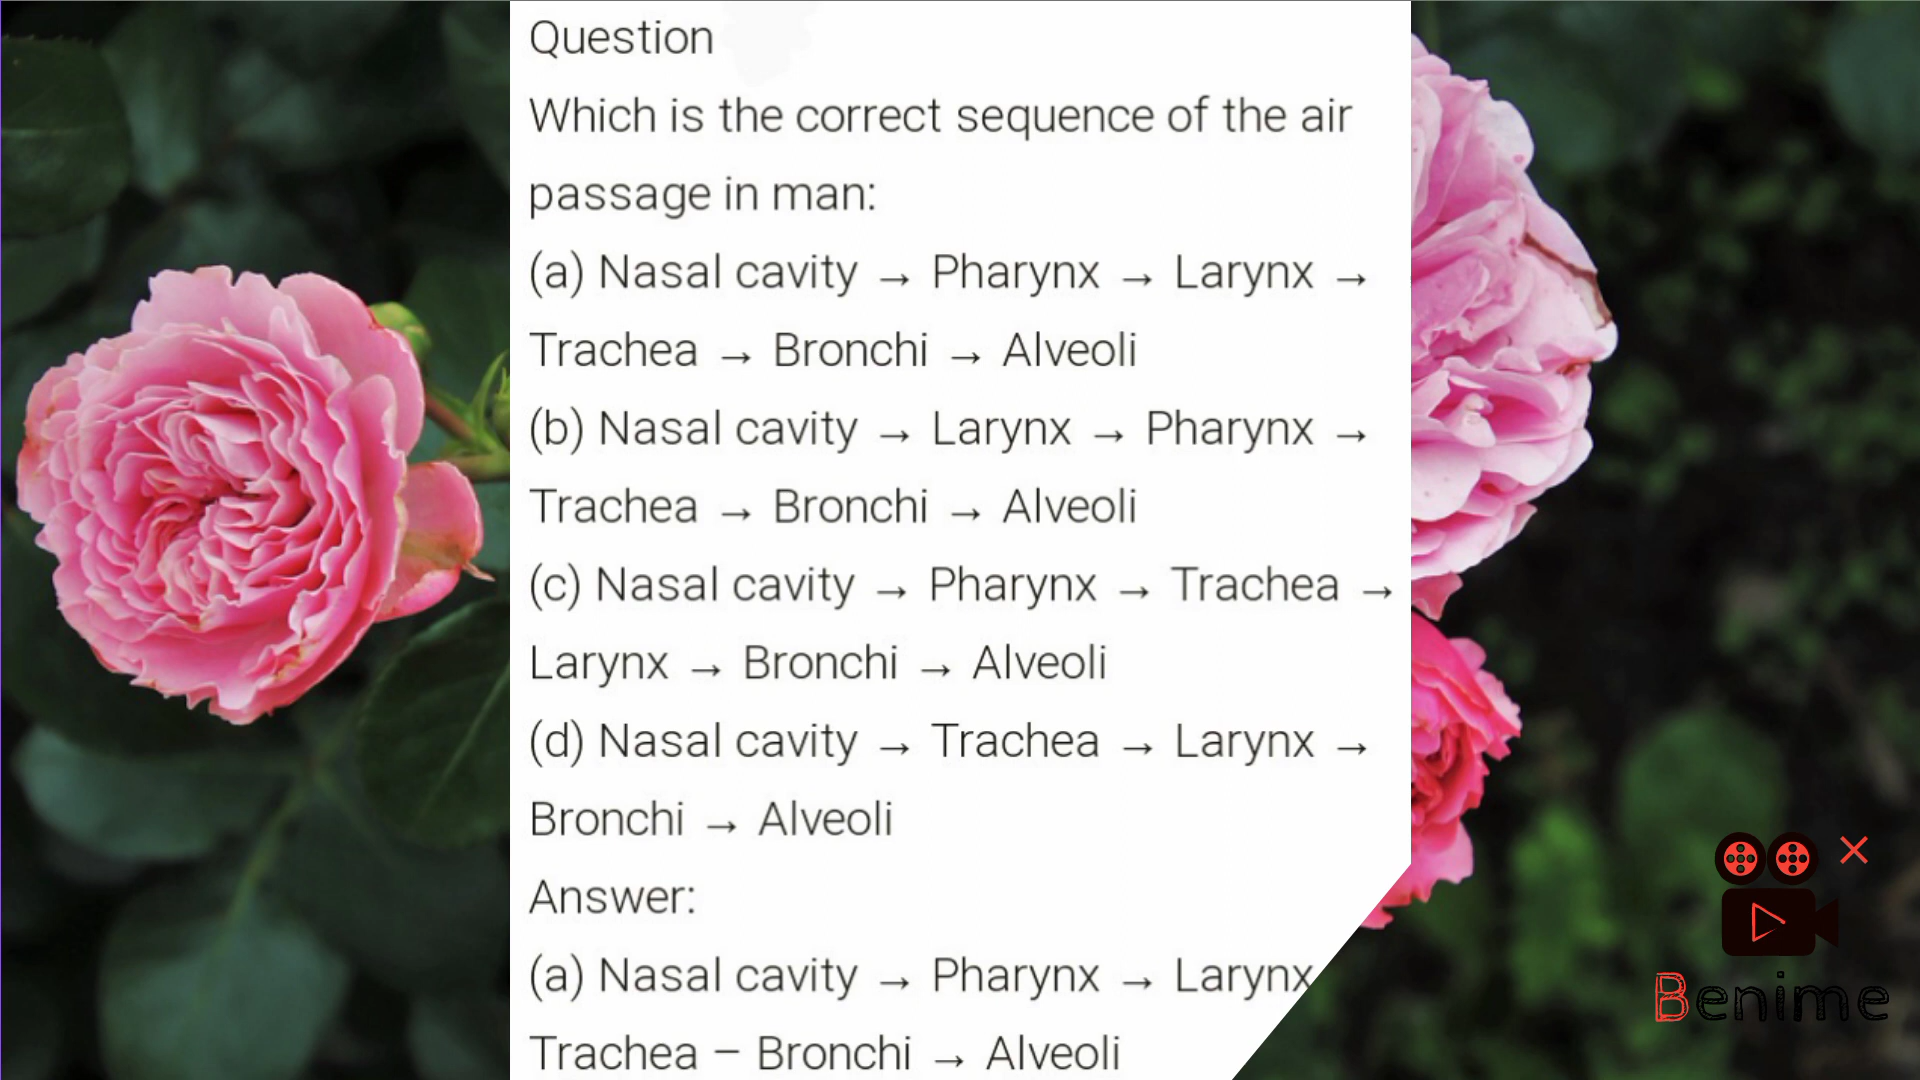 Question
Which is the correct sequence of the air
passage in man:
(a) Nasal cavity → Pharynx → Larynx →
Trachea → Bronchi → Alveoli
(b) Nasal cavity → Larynx → Pharynx →
Trachea → Bronchi → Alveoli
(c) Nasal cavity → Pharynx → Trachea →
Larynx → Bronchi → Alveoli
(d) Nasal cavity → Trachea → Larynx →
Bronchi → Alveoli
Answer:
(a) Nasal cavity → Pharynx → Larynx
Trachea – Bronchi → Alveoli
Benime